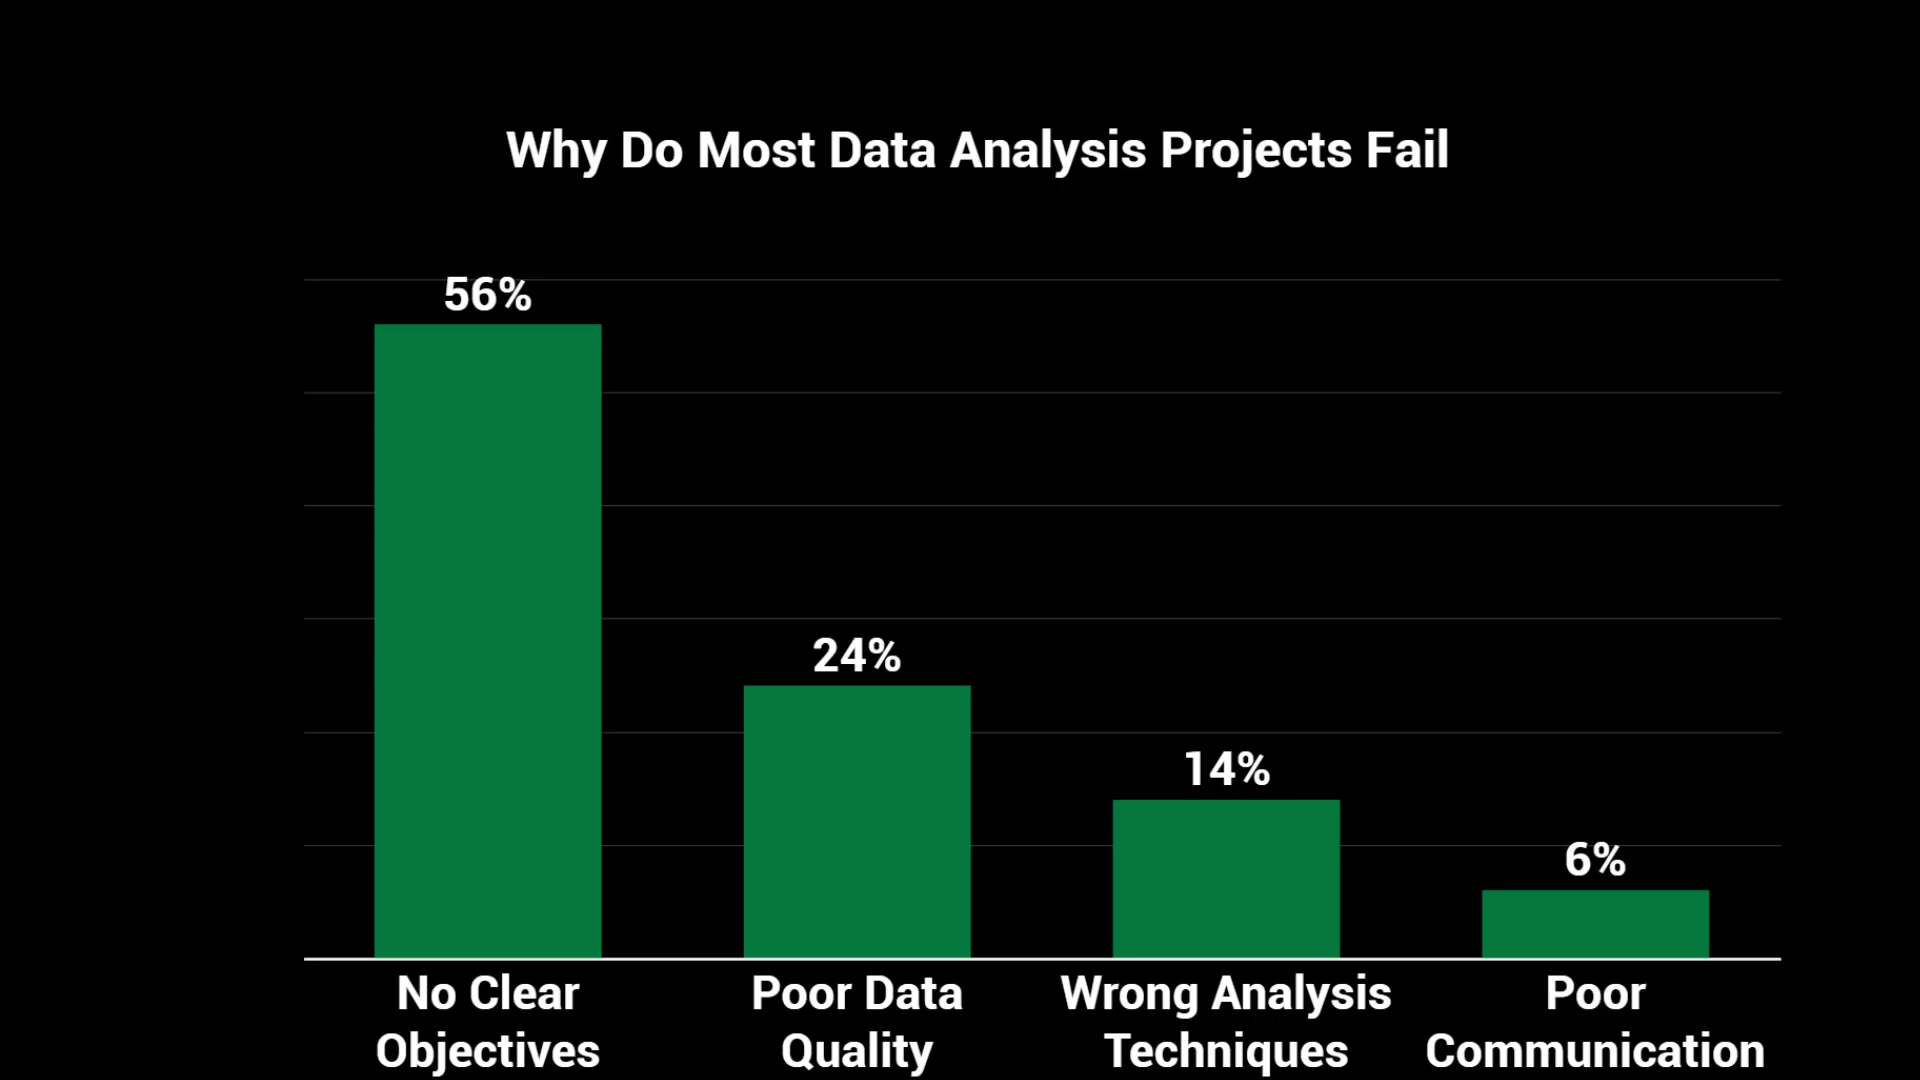 Why Do Most Data Analysis Projects Fail
56%
24%
14%
6%
No Clear
Objectives
Poor Data
Quality
Wrong Analysis
Techniques
Poor
Communication